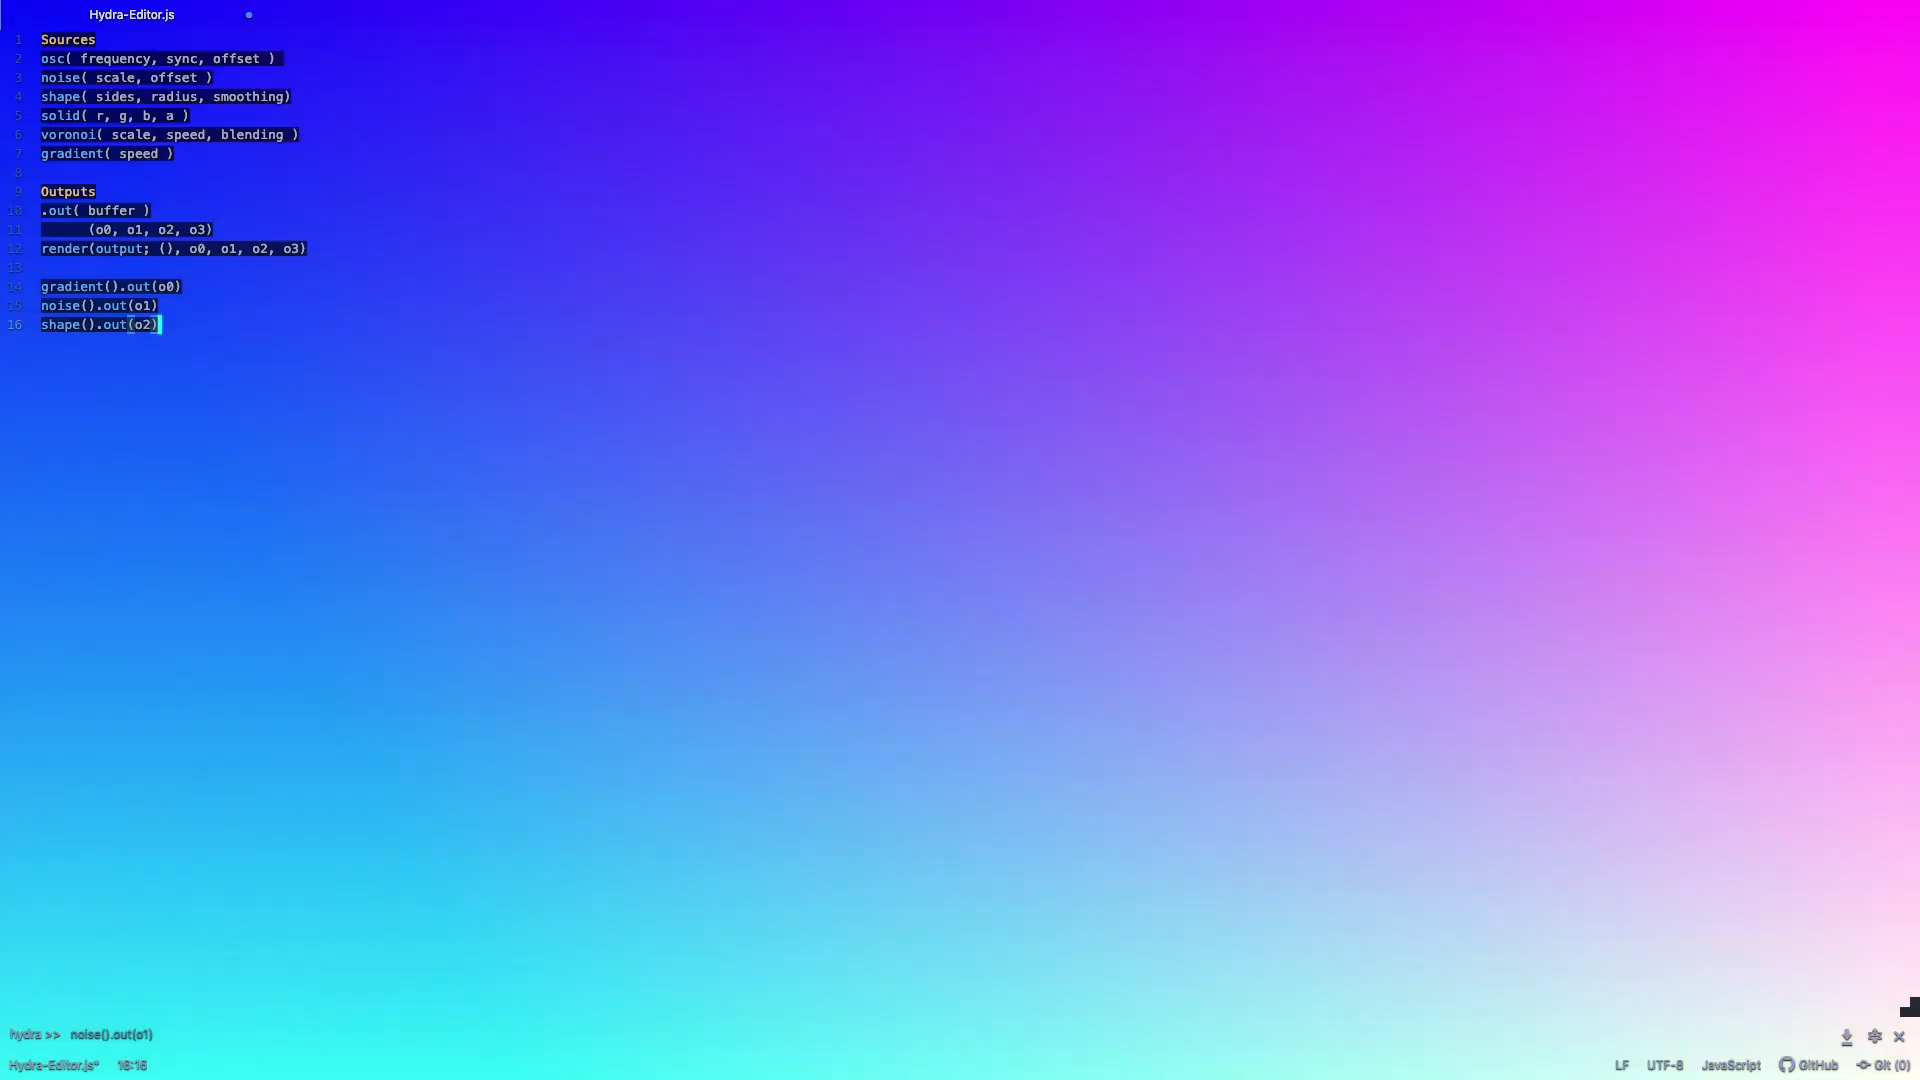 Hydra-Editor.js
1 Sources
2 osc( frequency, sync, offset )
3 noise( scale, offset )
4 shape( sides, radius, smoothing)
5 solid( r, g, b, a )
6 voronoi( scale, speed, blending )
7 gradient( speed )
8
9 Outputs
10 .out( buffer )
11 (o0, o1, o2, o3)
12 render(output; (), o0, o1, o2, o3)
13
14 gradient().out(o0)
15 noise().out(o1)
16 shape().out(o2)
hydra >> noise().out(o1)
Hydra-Editor.js* 16:16 LF UTF-8 JavaScript GitHub Git (0)